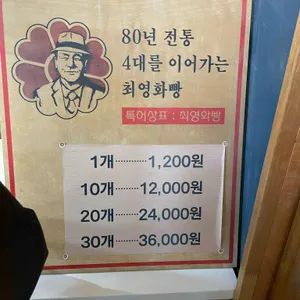 80년 전통
4대를 이어가는
최영화빵
특허상표 : 최영화빵
1개 ·········· 1,200원
10개 ········ 12,000원
20개 ······· 24,000원
30개 ······· 36,000원